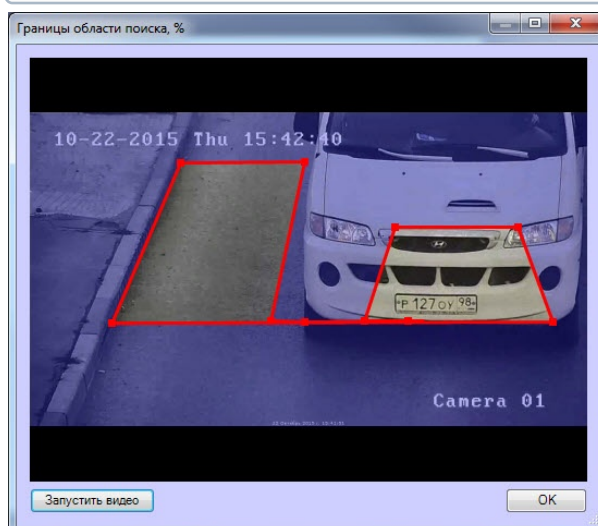 Границы области поиска, %
10-22-2015 Thu 15:42:40
Р 127 ОУ 98
Camera 01
Запустить видео
OK